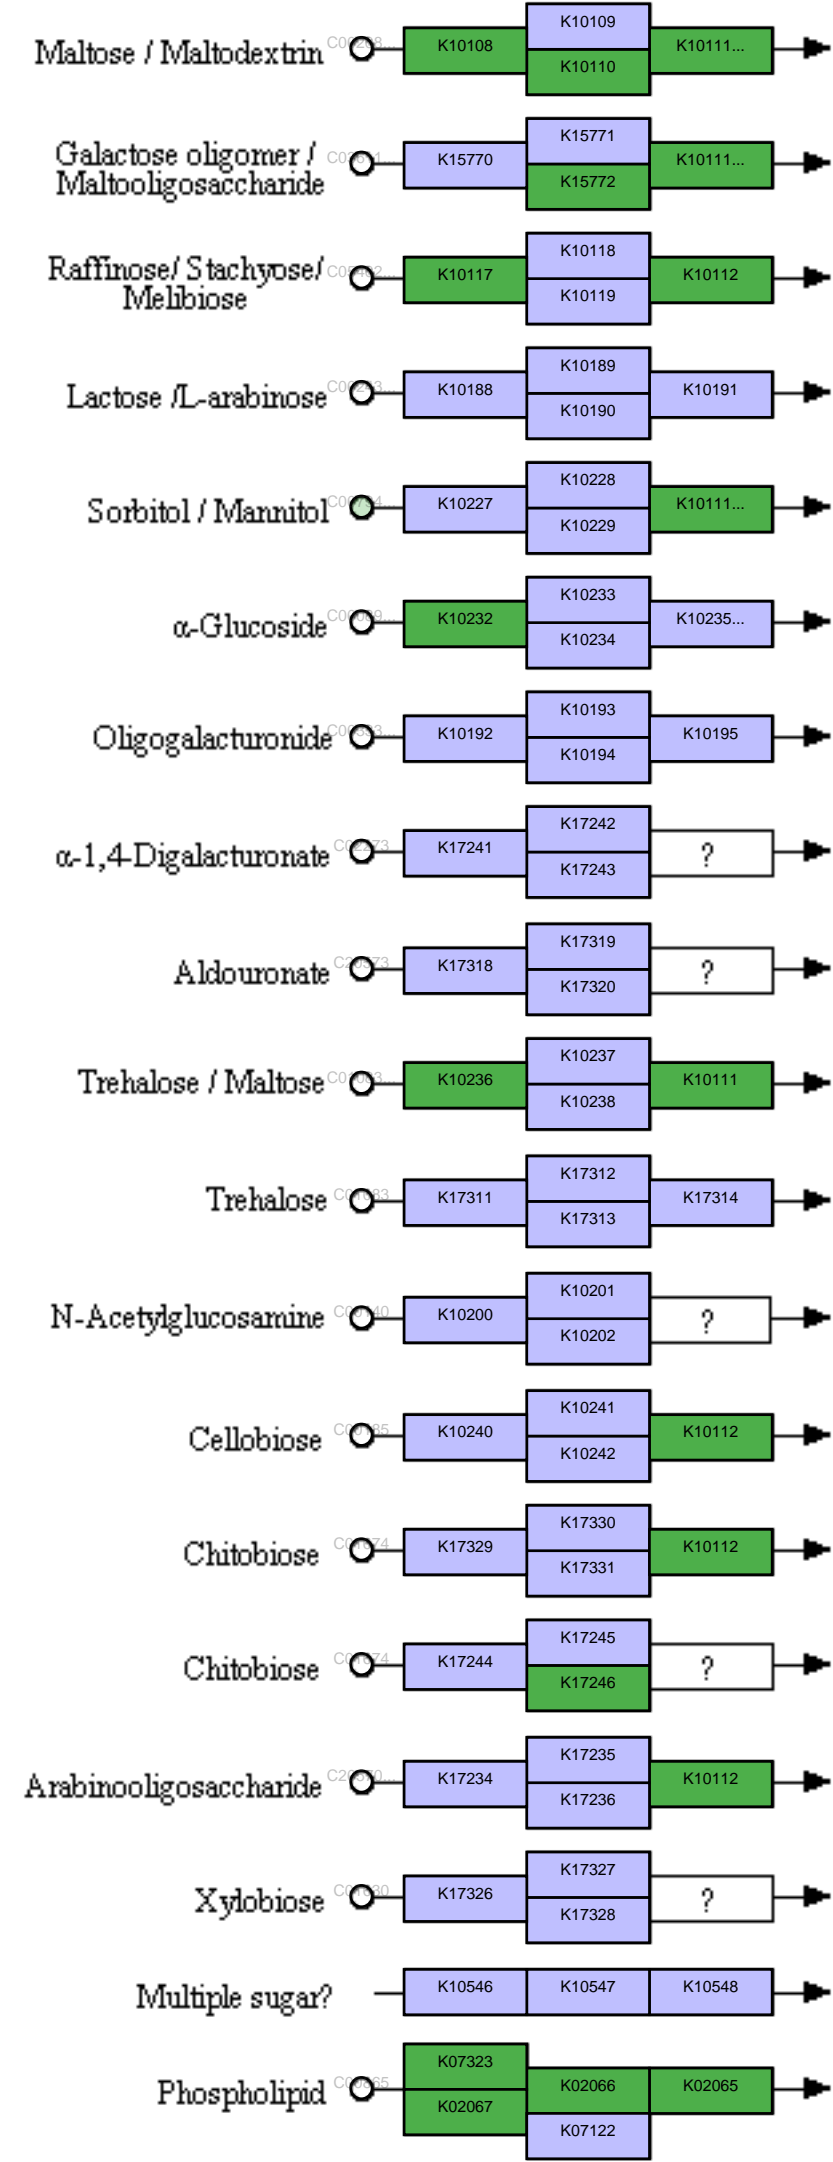 Maltose / Maltodextrin K10108 K10109 K10110 K10111...
Galactose oligomer / Maltooligosaccharide K15770 K15771 K15772 K10111...
Raffinose/ Stachyose/ Melibiose K10117 K10118 K10119 K10112
Lactose /L-arabinose K10188 K10189 K10190 K10191
Sorbitol / Mannitol K10227 K10228 K10229 K10111...
α-Glucoside K10232 K10233 K10234 K10235...
Oligogalacturonide K10192 K10193 K10194 K10195
α-1,4-Digalacturonate K17241 K17242 K17243 ?
Aldouronate K17318 K17319 K17320 ?
Trehalose / Maltose K10236 K10237 K10238 K10111
Trehalose K17311 K17312 K17313 K17314
N-Acetylglucosamine K10200 K10201 K10202 ?
Cellobiose K10240 K10241 K10242 K10112
Chitobiose K17329 K17330 K17331 K10112
Chitobiose K17244 K17245 K17246 ?
Arabinooligosaccharide K17234 K17235 K17236 K10112
Xylobiose K17326 K17327 K17328 ?
Multiple sugar? K10546 K10547 K10548
Phospholipid K07323 K02067 K02066 K07122 K02065